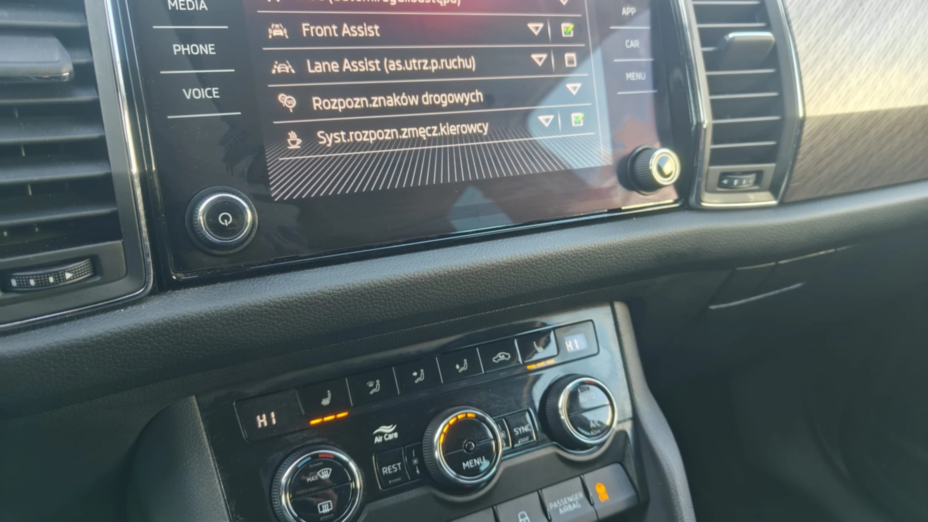 MEDIA
PHONE
VOICE
Front Assist
Lane Assist (as.utrz.p.ruchu)
Rozpozn.znaków drogowych
Syst.rozpozn.zmęcz.kierowcy
APP
CAR
MENU
HI
HI
Air Care
REST
MENU
SYNC
A/C
MAX
PASSENGER
AIRBAG